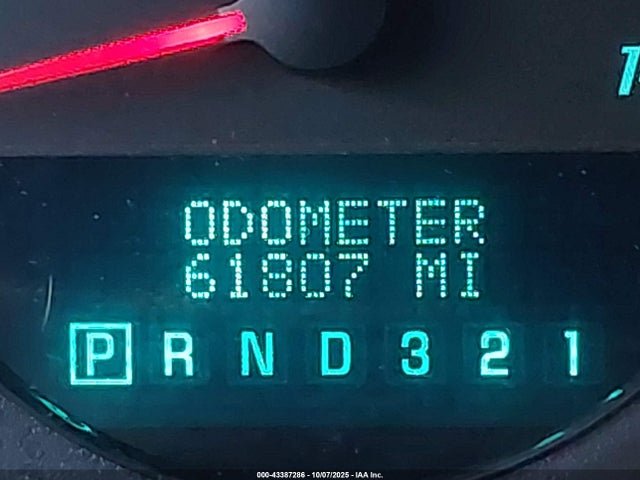 ODOMETER
61807 MI
P R N D 3 2 1
000-43387286 - 10/07/2025 - IAA Inc.